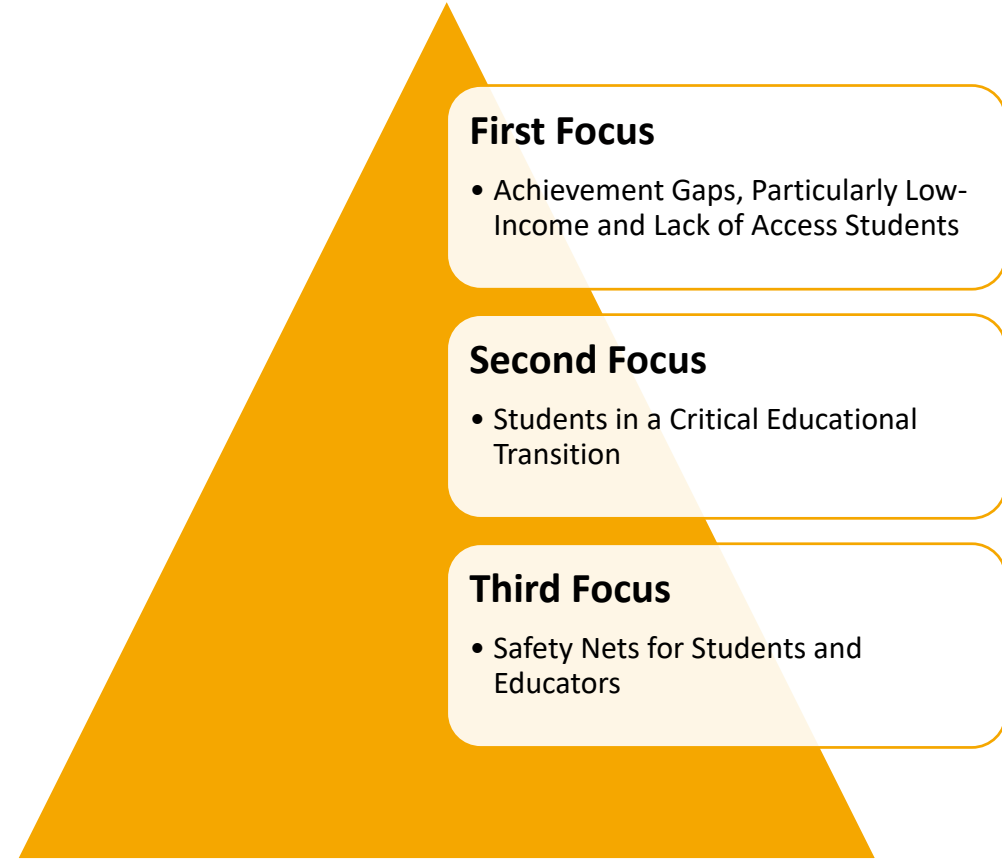 First Focus
• Achievement Gaps, Particularly Low-
Income and Lack of Access Students
Second Focus
• Students in a Critical Educational
Transition
Third Focus
• Safety Nets for Students and
Educators